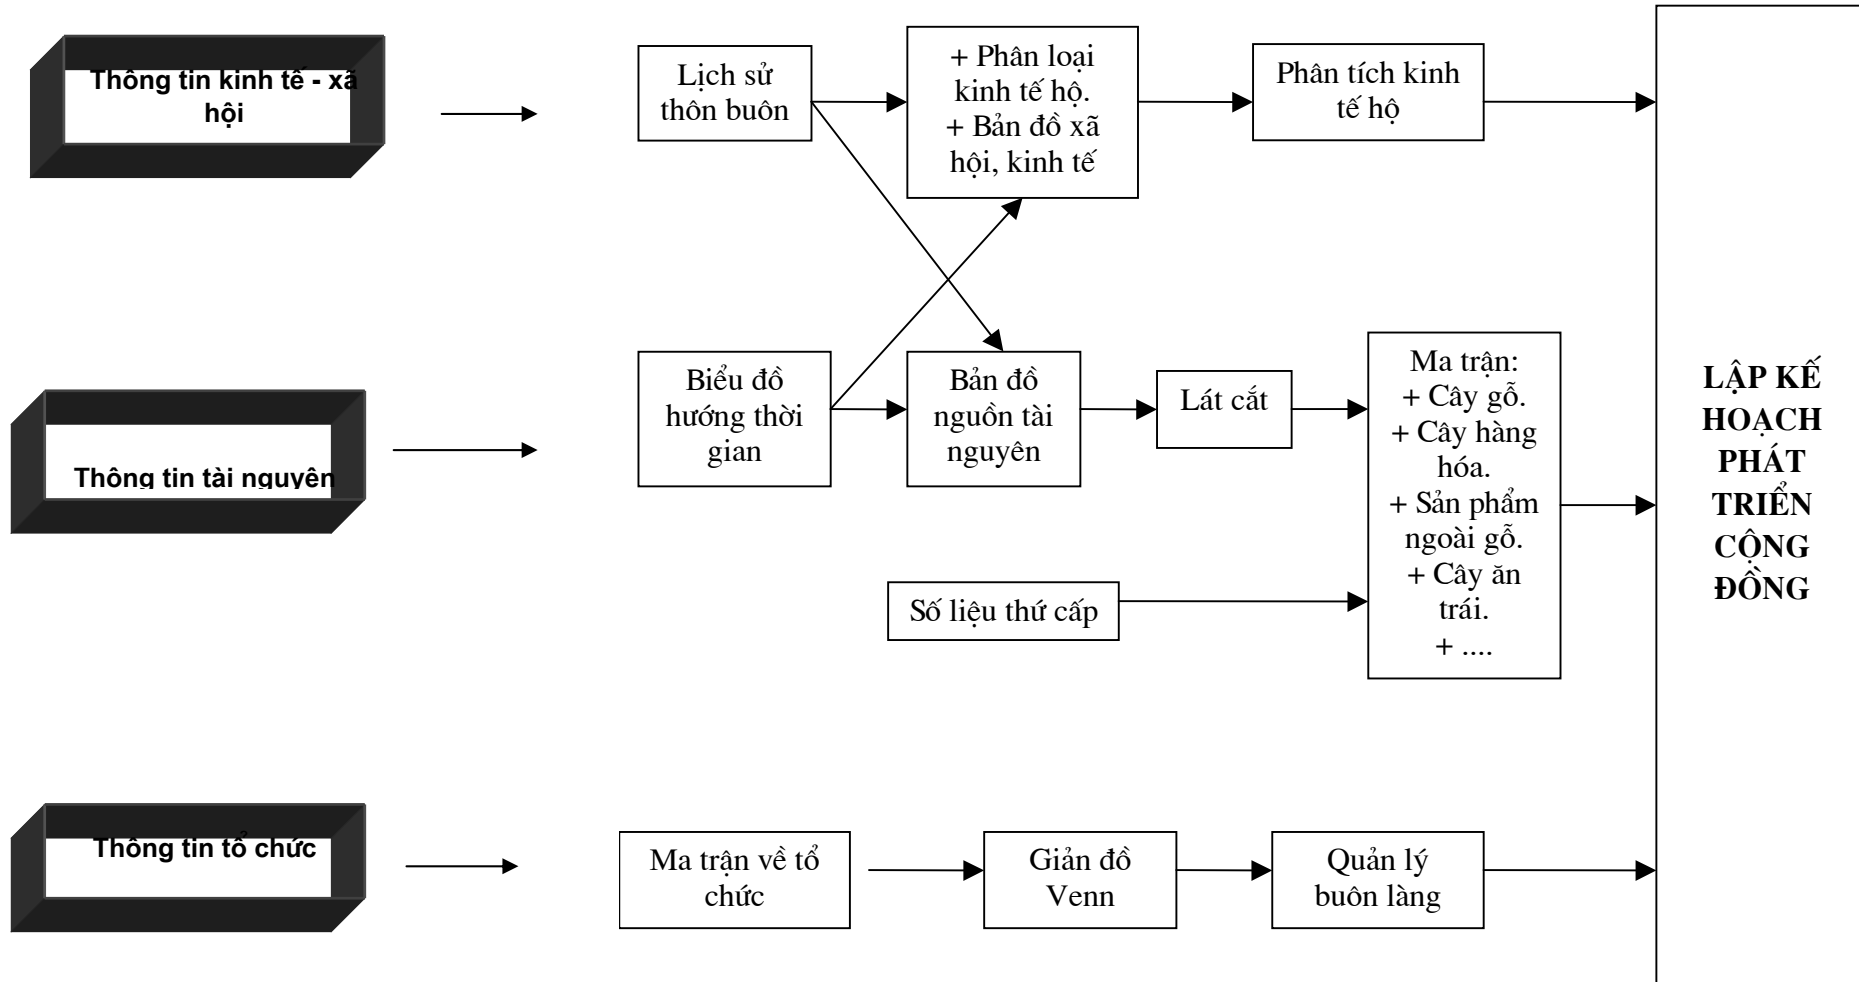 Thông tin kinh tế - xã
hội
Lịch sử
thôn buôn
+ Phân loại
kinh tế hộ.
+ Bản đồ xã
hội, kinh tế
Phân tích kinh
tế hộ
Thông tin tài nguyên
Biểu đồ
hướng thời
gian
Bản đồ
nguồn tài
nguyên
Lát cắt
Ma trận:
+ Cây gỗ.
+ Cây hàng
hóa.
+ Sản phẩm
ngoài gỗ.
+ Cây ăn
trái.
+ ....
Số liệu thứ cấp
Thông tin tổ chức
Ma trận về tổ
chức
Giản đồ
Venn
Quản lý
buôn làng
LẬP KẾ
HOẠCH
PHÁT
TRIỂN
CỘNG
ĐỒNG